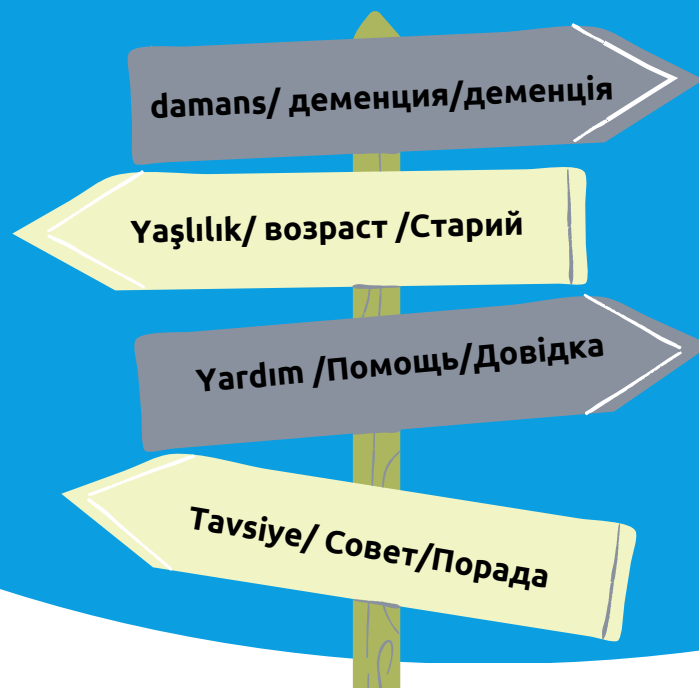 damans/ деменция/деменція
Yaşlılık/ возраст /Старий
Yardım /Помощь/Довідка
Tavsiye/ Совет/Порада